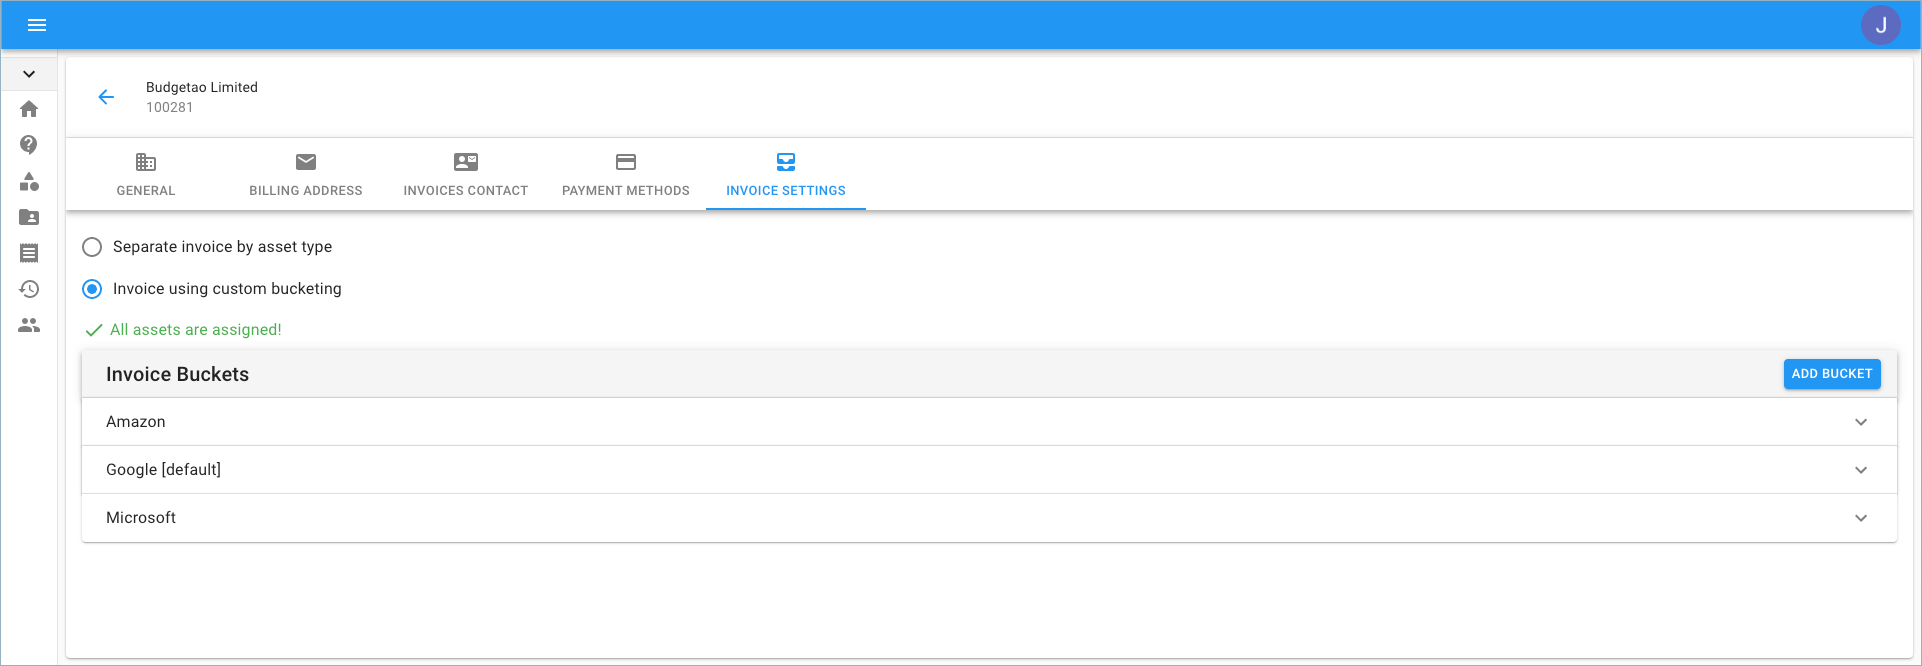 J
Budgetao Limited
100281
GENERAL
BILLING ADDRESS
INVOICES CONTACT
PAYMENT METHODS
INVOICE SETTINGS
Separate invoice by asset type
Invoice using custom bucketing
All assets are assigned!
Invoice Buckets
ADD BUCKET
Amazon
Google [default]
Microsoft